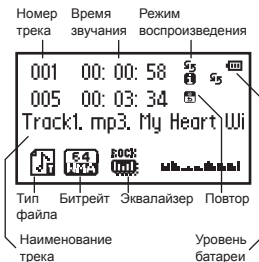 Номер трека
Время звучания
Режим воспроизведения
001 00: 00: 58
005 00: 03: 34
Track1. mp3. My Heart Wi
64
WMA
ROCK
Тип файла
Битрейт
Эквалайзер
Повтор
Наименование трека
Уровень батареи